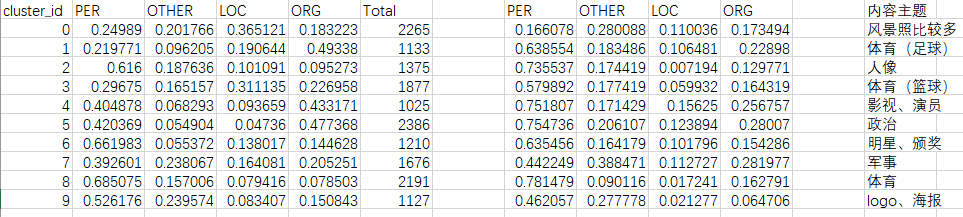 cluster_id PER OTHER LOC ORG Total PER OTHER LOC ORG 内容主题
0 0.24989 0.201766 0.365121 0.183223 2265 0.166078 0.280088 0.110036 0.173494 风景照比较多
1 0.219771 0.096205 0.190644 0.49338 1133 0.638554 0.183486 0.106481 0.22898 体育（足球）
2 0.616 0.187636 0.101091 0.095273 1375 0.735537 0.174419 0.007194 0.129771 人像
3 0.29675 0.165157 0.311135 0.226958 1877 0.579892 0.177419 0.059932 0.164319 体育（篮球）
4 0.404878 0.068293 0.093659 0.433171 1025 0.751807 0.171429 0.15625 0.256757 影视、演员
5 0.420369 0.054904 0.04736 0.477368 2386 0.754736 0.206107 0.123894 0.28007 政治
6 0.661983 0.055372 0.138017 0.144628 1210 0.635456 0.164179 0.101796 0.154286 明星、颁奖
7 0.392601 0.238067 0.164081 0.205251 1676 0.442249 0.388471 0.112727 0.281977 军事
8 0.685075 0.157006 0.079416 0.078503 2191 0.781479 0.090116 0.017241 0.162791 体育
9 0.526176 0.239574 0.083407 0.150843 1127 0.462057 0.277778 0.021277 0.064706 logo、海报